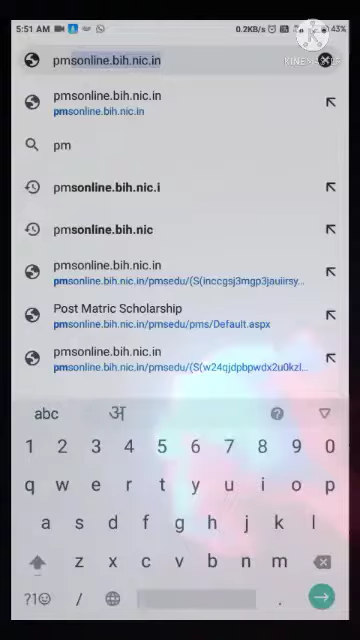 5:51 AM 0.2KB/s 43%
KINEMASTER
pmsonline.bih.nic.in
pmsonline.bih.nic.in
pmsonline.bih.nic.in
pm
pmsonline.bih.nic.i
pmsonline.bih.nic
pmsonline.bih.nic.in
pmsonline.bih.nic.in/pmsedu/(S(inccgsj3mgp3jauiirsy...
Post Matric Scholarship
pmsonline.bih.nic.in/pmsedu/pms/Default.aspx
pmsonline.bih.nic.in
pmsonline.bih.nic.in/pmsedu/(S(w24qjdpbpwdx2u0kzl...
abc अ
1 2 3 4 5 6 7 8 9 0
q w e r t y u i o p
a s d f g h j k l
z x c v b n m
?1☺ / .